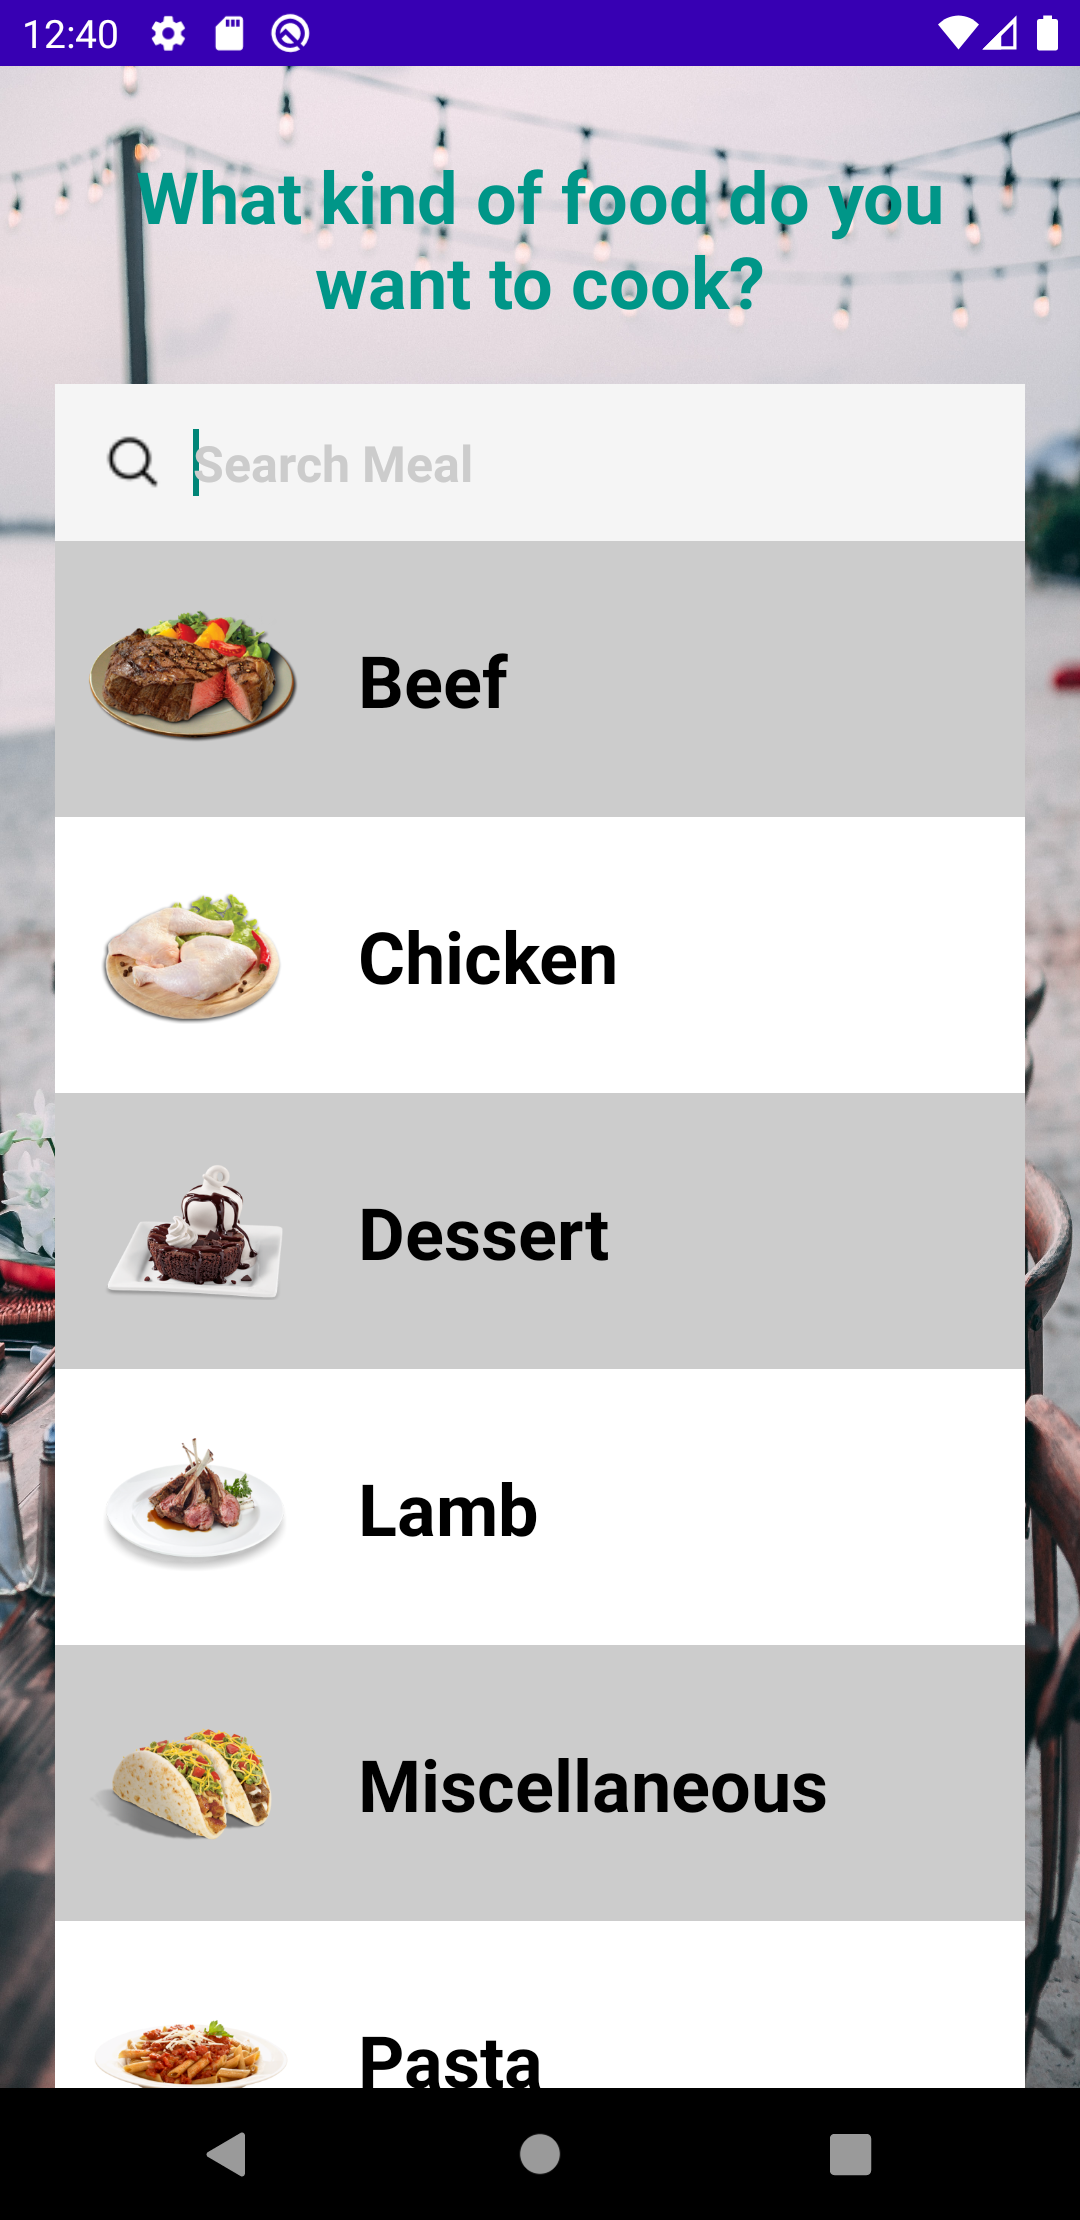 12:40
What kind of food do you
want to cook?
Search Meal
Beef
Chicken
Dessert
Lamb
Miscellaneous
Pasta